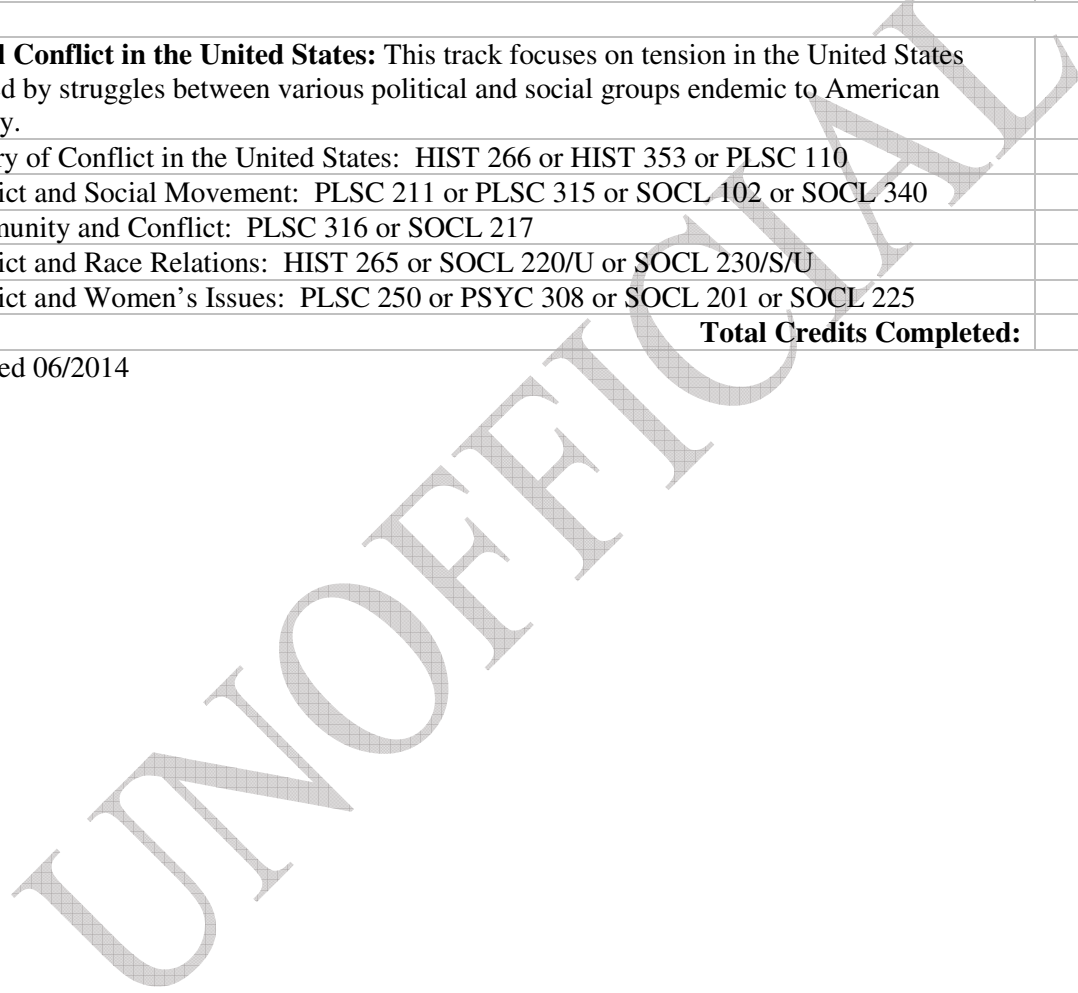 l Conflict in the United States: This track focuses on tension in the United States
d by struggles between various political and social groups endemic to American
y.
ry of Conflict in the United States: HIST 266 or HIST 353 or PLSC 110
ict and Social Movement: PLSC 211 or PLSC 315 or SOCL 102 or SOCL 340
munity and Conflict: PLSC 316 or SOCL 217
ict and Race Relations: HIST 265 or SOCL 220/U or SOCL 230/S/U
ict and Women’s Issues: PLSC 250 or PSYC 308 or SOCL 201 or SOCL 225
Total Credits Completed:
ed 06/2014
UNOFFICIAL